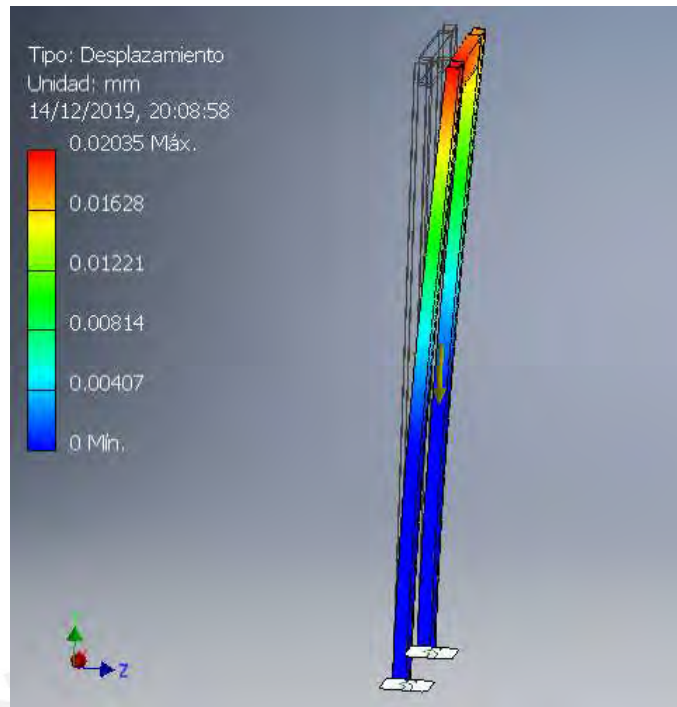 Tipo: Desplazamiento
Unidad: mm
14/12/2019, 20:08:58
0.02035 Máx.
0.01628
0.01221
0.00814
0.00407
0 Mín.
Z